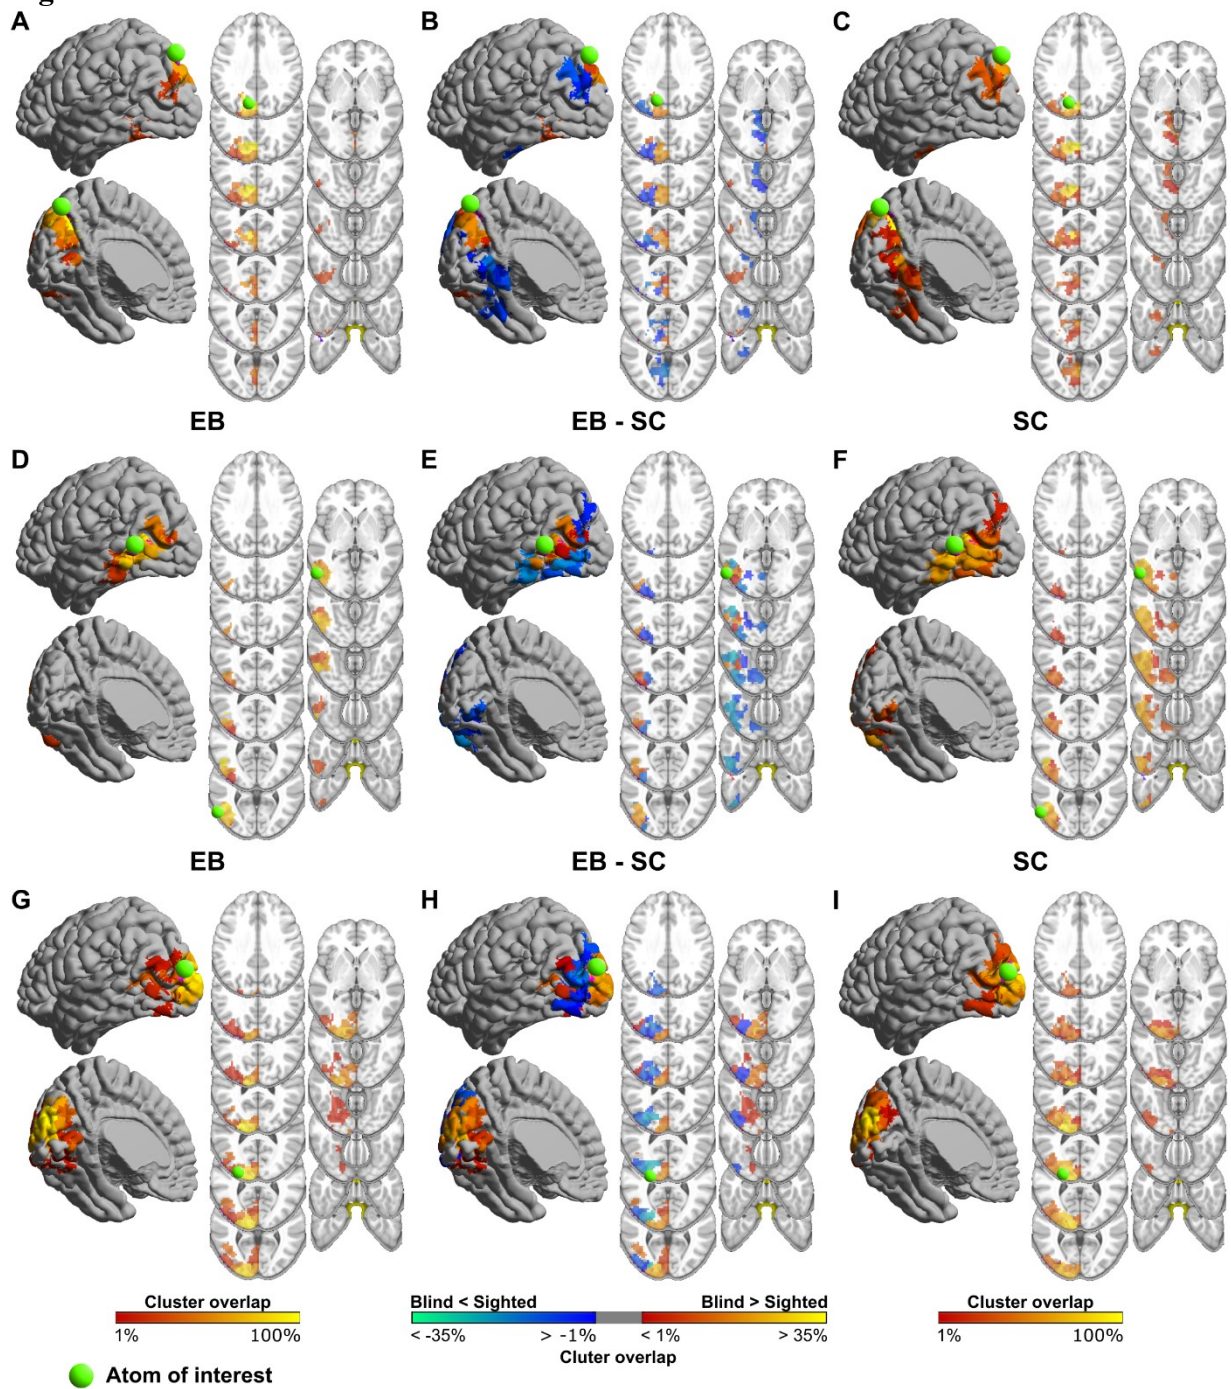 A B C
EB EB - SC SC
D E F
EB EB - SC SC
G H I
Cluster overlap Blind < Sighted Blind > Sighted Cluster overlap
1% 100% < -35% > -1% < 1% > 35% 1% 100%
Cluter overlap
Atom of interest